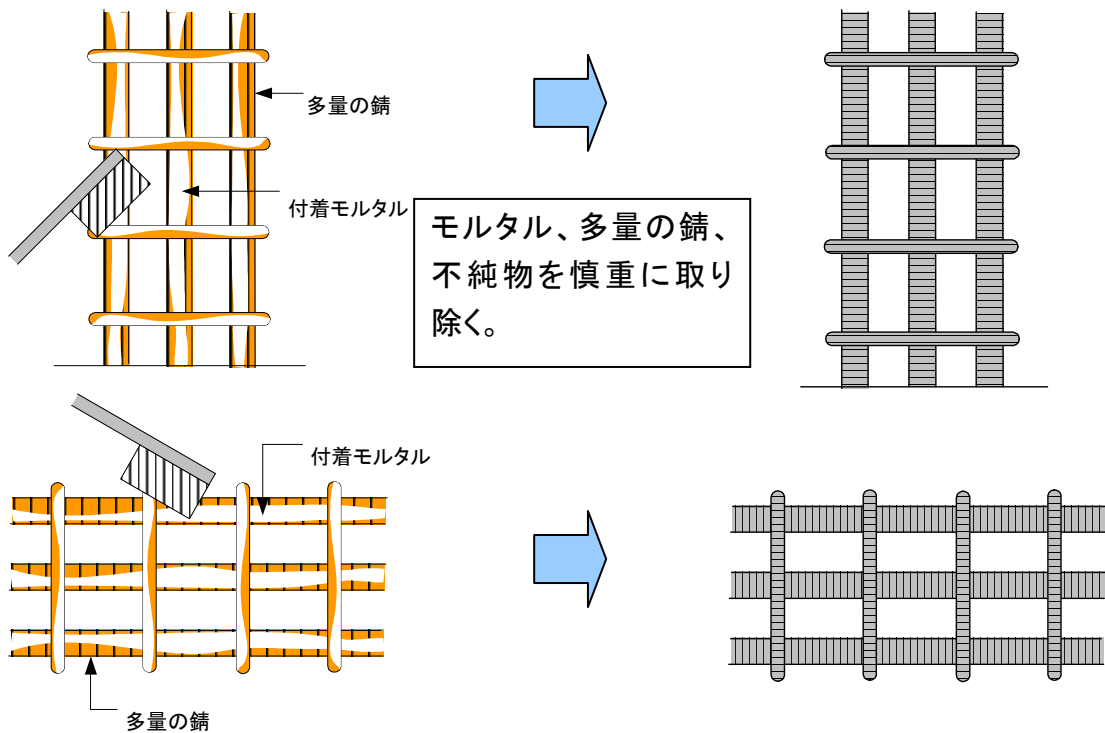 多量の錆
付着モルタル
モルタル、多量の錆、
不純物を慎重に取り
除く。
付着モルタル
多量の錆